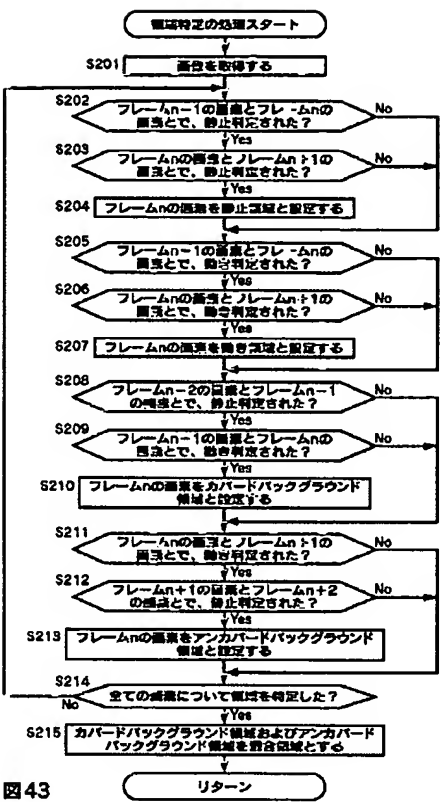 領域特定の処理スタート
S201 画像を取得する
S202 フレームn-1の画素とフレームnの
画素とで、静止判定された?
No
Yes
S203 フレームnの画素とフレームn+1の
画素とで、静止判定された?
No
Yes
S204 フレームnの画素を静止領域と設定する
S205 フレームn-1の画素とフレームnの
画素とで、動き判定された?
No
Yes
S206 フレームnの画素とフレームn+1の
画素とで、動き判定された?
No
Yes
S207 フレームnの画素を動き領域と設定する
S208 フレームn-2の画素とフレームn-1
の画素とで、静止判定された?
No
Yes
S209 フレームn-1の画素とフレームnの
画素とで、動き判定された?
No
Yes
S210 フレームnの画素をカバードバックグラウンド
領域と設定する
S211 フレームnの画素とフレームn+1の
画素とで、動き判定された?
No
Yes
S212 フレームn+1の画素とフレームn+2
の画素とで、静止判定された?
No
Yes
S213 フレームnの画素をアンカバードバックグラウンド
領域と設定する
S214 全ての画素について領域を特定した?
No
Yes
S215 カバードバックグラウンド領域およびアンカバード
バックグラウンド領域を混合領域とする
リターン
図43